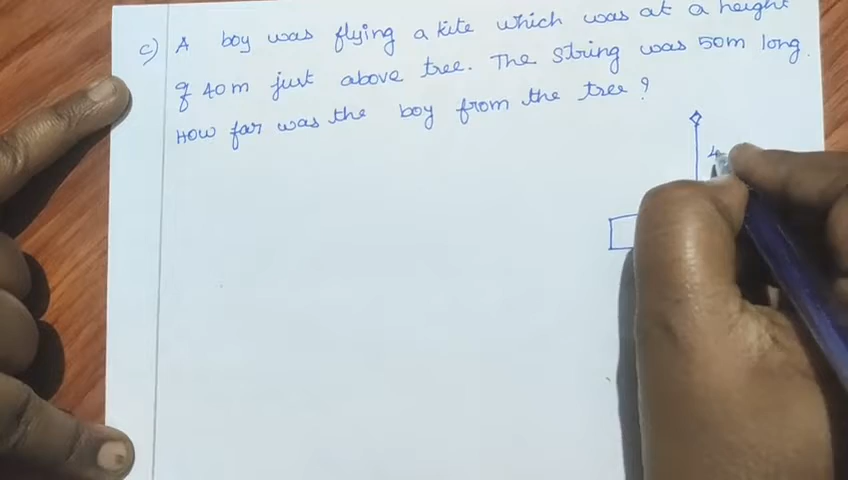 c) A boy was flying a kite which was at a height
of 40m just above tree. The string was 50m long.
How far was the boy from the tree?
4